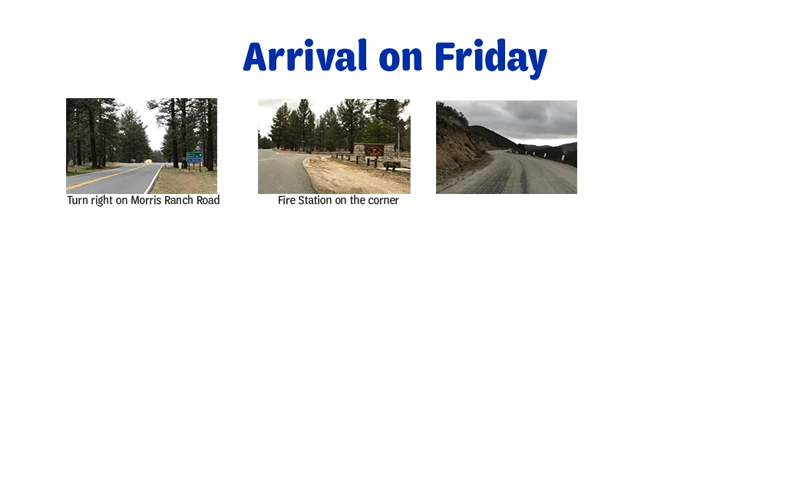 Arrival on Friday
Turn right on Morris Ranch Road
Fire Station on the corner